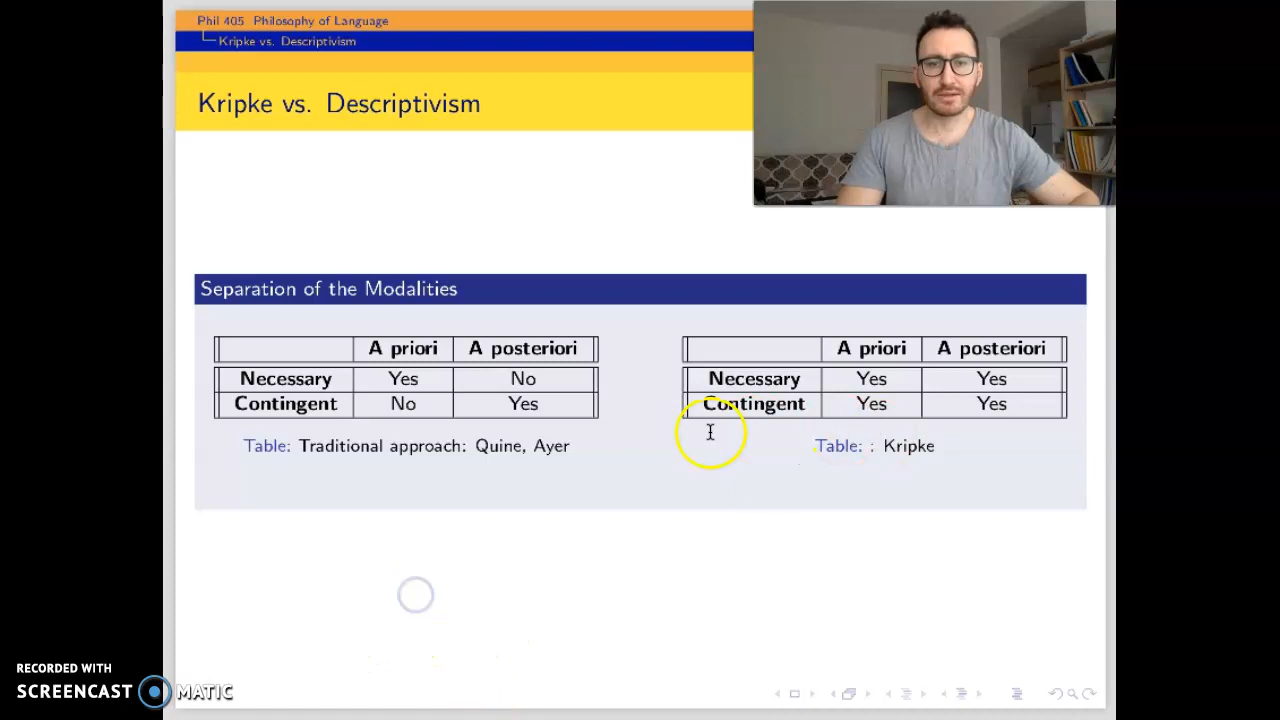 Phil 405 Philosophy of Language
Kripke vs. Descriptivism
Kripke vs. Descriptivism
Separation of the Modalities
A priori A posteriori
Necessary Yes No
Contingent No Yes
Table: Traditional approach: Quine, Ayer
A priori A posteriori
Necessary Yes Yes
Contingent Yes Yes
Table: : Kripke
RECORDED WITH
SCREENCAST MATIC